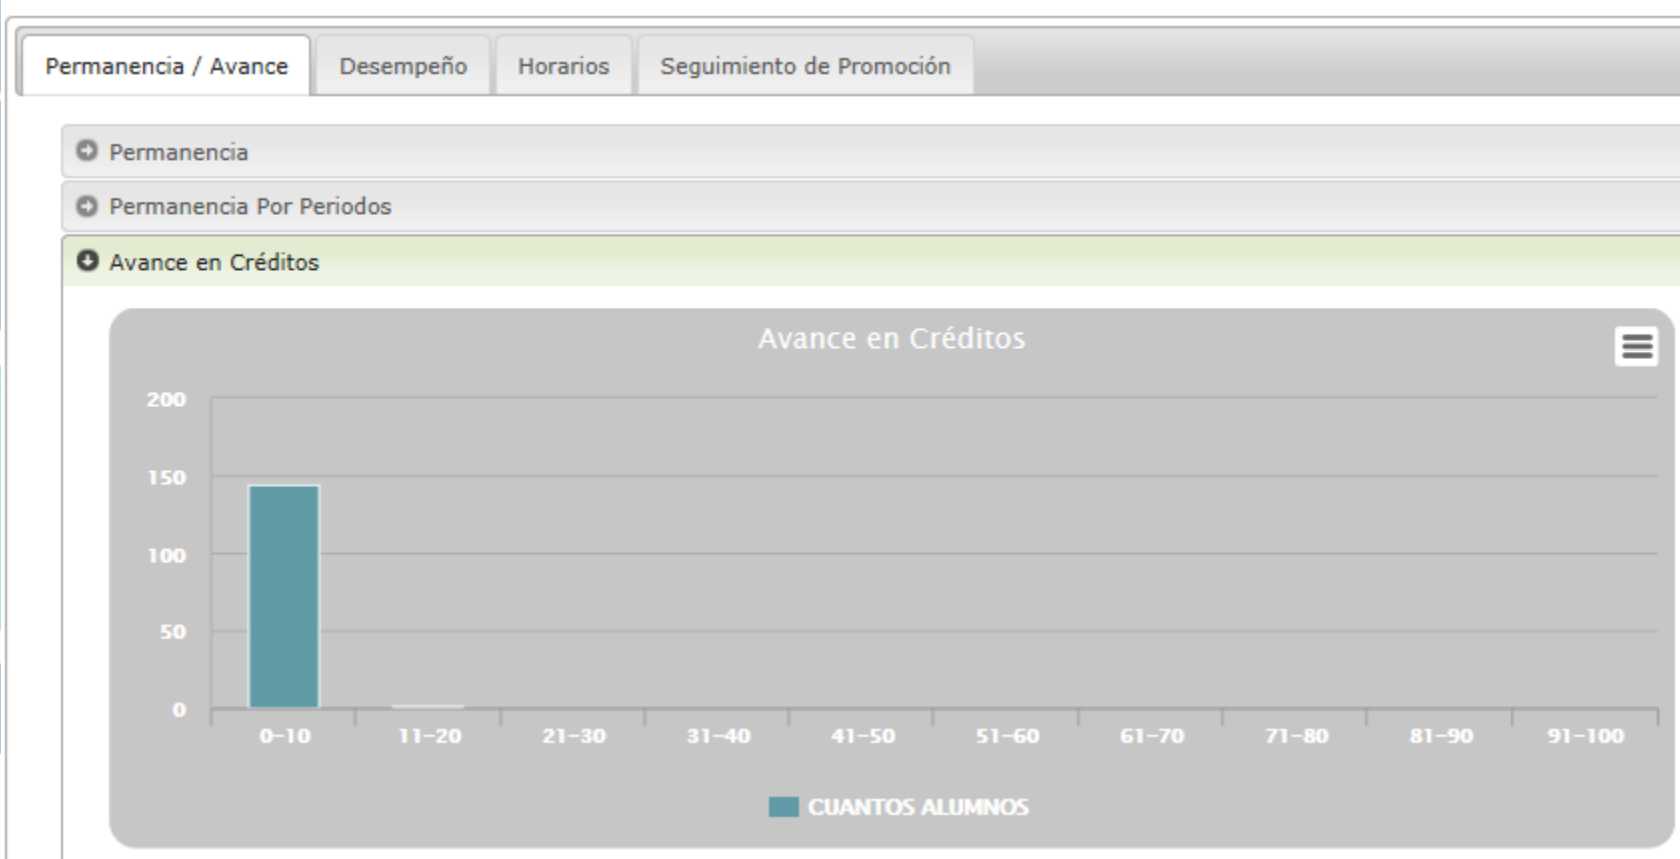 Permanencia / Avance Desempeño Horarios Seguimiento de Promoción
Permanencia
Permanencia Por Periodos
Avance en Créditos
Avance en Créditos
200
150
100
50
0
0-10 11-20 21-30 31-40 41-50 51-60 61-70 71-80 81-90 91-100
CUANTOS ALUMNOS